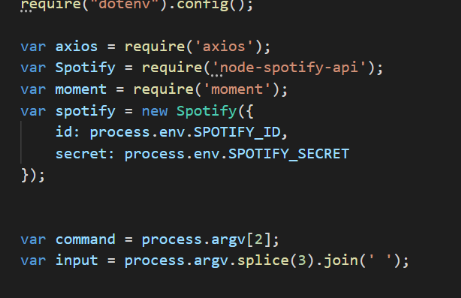 require("dotenv").config();
var axios = require('axios');
var Spotify = require('node-spotify-api');
var moment = require('moment');
var spotify = new Spotify({
    id: process.env.SPOTIFY_ID,
    secret: process.env.SPOTIFY_SECRET
});
var command = process.argv[2];
var input = process.argv.splice(3).join(' ');